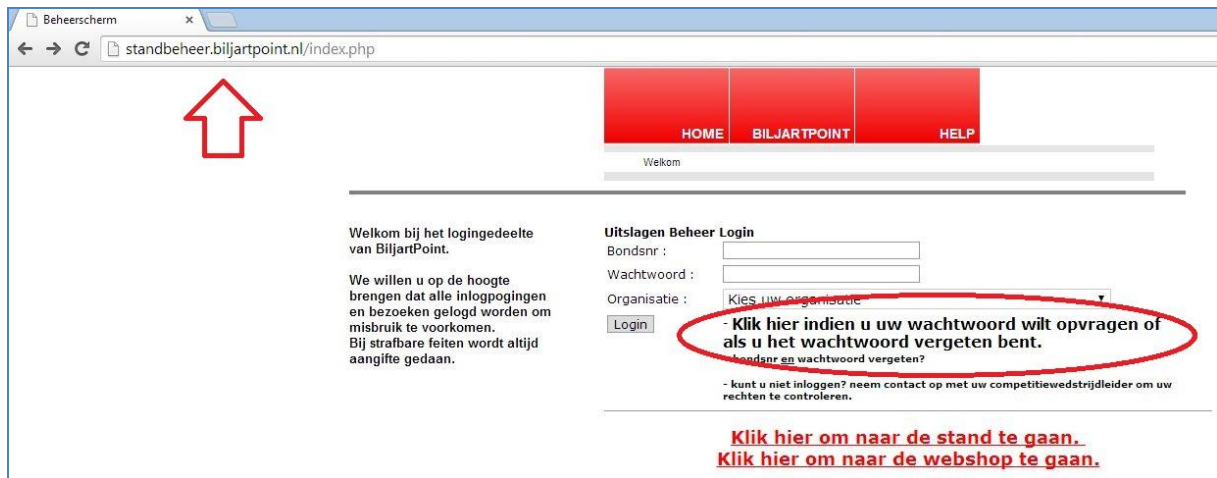 Beheerscherm
standbeheer.biljartpoint.nl/index.php
HOME BILJARTPOINT HELP
Welkom
Welkom bij het logingedeelte
van BiljartPoint.
We willen u op de hoogte
brengen dat alle inlogpogingen
en bezoeken gelogd worden om
misbruik te voorkomen.
Bij strafbare feiten wordt altijd
aangifte gedaan.
Uitslagen Beheer Login
Bondsnr :
Wachtwoord :
Organisatie : Kies uw organisatie
Login
- Klik hier indien u uw wachtwoord wilt opvragen of
als u het wachtwoord vergeten bent.
- bondsnr en wachtwoord vergeten?
- kunt u niet inloggen? neem contact op met uw competitiewedstrijdleider om uw
rechten te controleren.
Klik hier om naar de stand te gaan.
Klik hier om naar de webshop te gaan.